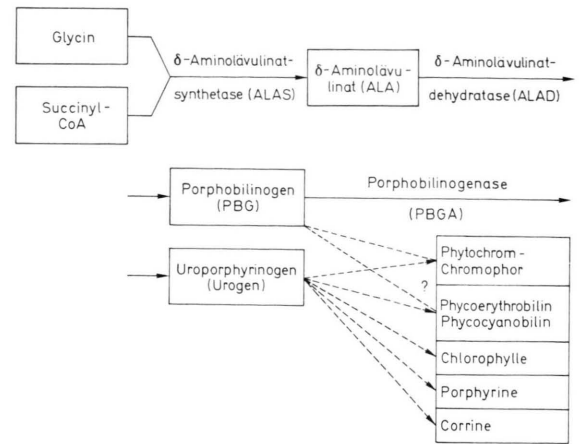 Glycin
Succinyl-
CoA
δ-Aminolävulinat-
synthetase (ALAS)
δ-Aminolävu-
linat (ALA)
δ-Aminolävulinat-
dehydratase (ALAD)
Porphobilinogen
(PBG)
Porphobilinogenase
(PBGA)
Uroporphyrinogen
(Urogen)
?
Phytochrom-
Chromophor
Phycoerythrobilin
Phycocyanobilin
Chlorophylle
Porphyrine
Corrine